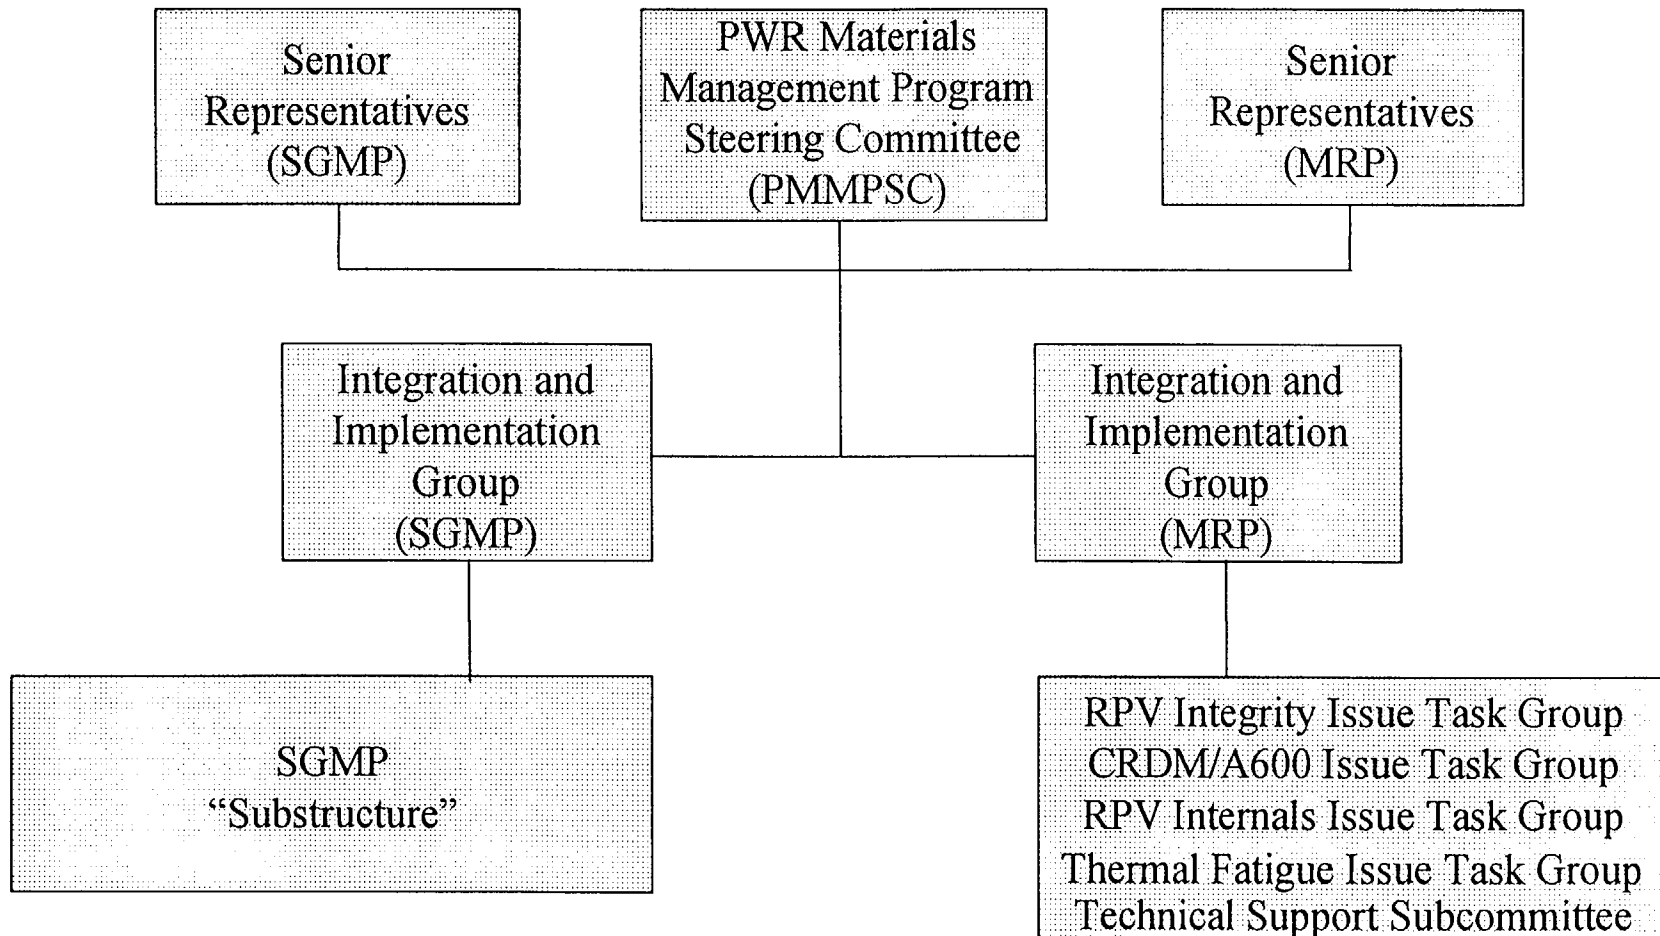 Senior
Representatives
(SGMP)
PWR Materials
Management Program
Steering Committee
(PMMPSC)
Senior
Representatives
(MRP)
Integration and
Implementation
Group
(SGMP)
Integration and
Implementation
Group
(MRP)
SGMP
“Substructure”
RPV Integrity Issue Task Group
CRDM/A600 Issue Task Group
RPV Internals Issue Task Group
Thermal Fatigue Issue Task Group
Technical Support Subcommittee